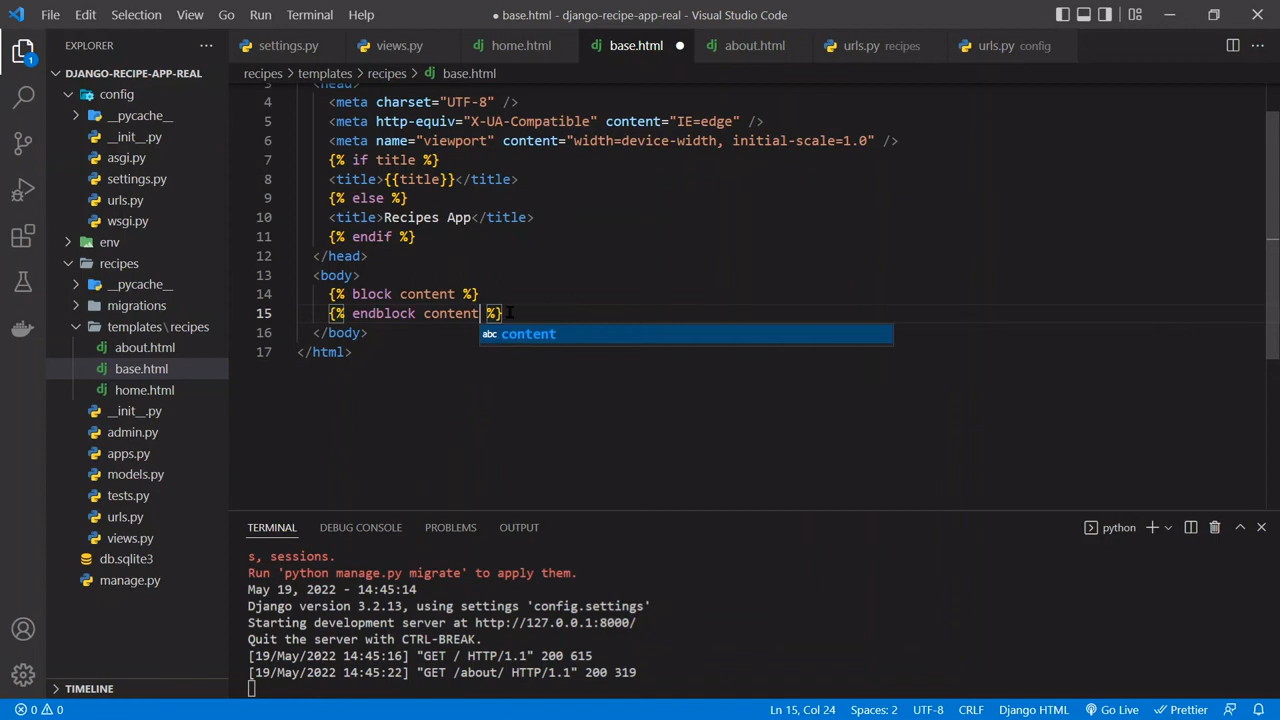 File Edit Selection View Go Run Terminal Help
● base.html - django-recipe-app-real - Visual Studio Code
EXPLORER
settings.py views.py home.html base.html about.html urls.py recipes urls.py config
DJANGO-RECIPE-APP-REAL
recipes > templates > recipes > base.html
1
config
__pycache__
__init__.py
asgi.py
settings.py
urls.py
wsgi.py
env
recipes
__pycache__
migrations
templates\recipes
about.html
base.html
home.html
__init__.py
admin.py
apps.py
models.py
tests.py
urls.py
views.py
db.sqlite3
manage.py
TIMELINE
3 <head>
4 <meta charset="UTF-8" />
5 <meta http-equiv="X-UA-Compatible" content="IE=edge" />
6 <meta name="viewport" content="width=device-width, initial-scale=1.0" />
7 {% if title %}
8 <title>{{title}}</title>
9 {% else %}
10 <title>Recipes App</title>
11 {% endif %}
12 </head>
13 <body>
14 {% block content %}
15 {% endblock content %}
abc content
16 </body>
17 </html>
TERMINAL DEBUG CONSOLE PROBLEMS OUTPUT
python
s, sessions.
Run 'python manage.py migrate' to apply them.
May 19, 2022 - 14:45:14
Django version 3.2.13, using settings 'config.settings'
Starting development server at http://127.0.0.1:8000/
Quit the server with CTRL-BREAK.
[19/May/2022 14:45:16] "GET / HTTP/1.1" 200 615
[19/May/2022 14:45:22] "GET /about/ HTTP/1.1" 200 319
0 0 Ln 15, Col 24 Spaces: 2 UTF-8 CRLF Django HTML Go Live Prettier